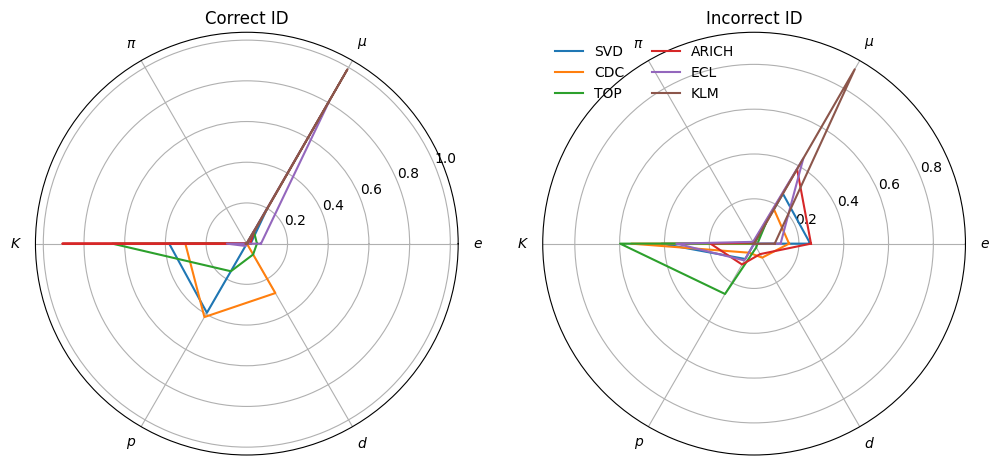 Correct ID
e
μ
π
K
p
d
0.2
0.4
0.6
0.8
1.0
Incorrect ID
e
μ
π
K
p
d
0.2
0.4
0.6
0.8
SVD
CDC
TOP
ARICH
ECL
KLM